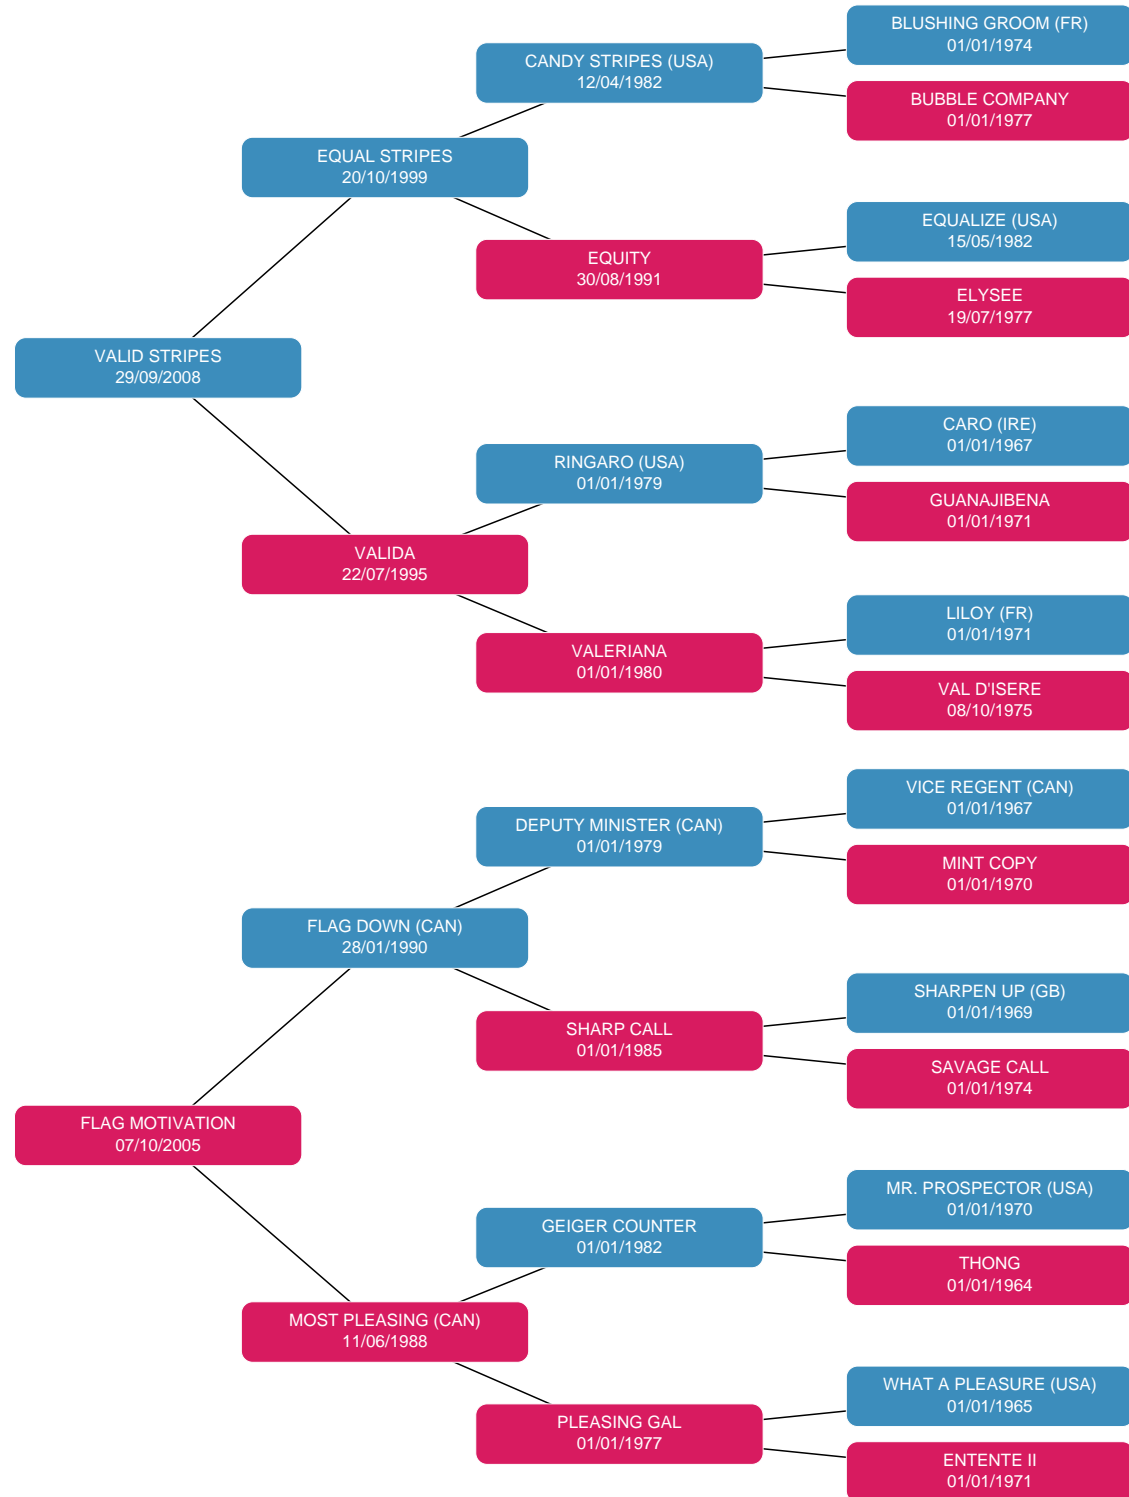 BLUSHING GROOM (FR)
01/01/1974
CANDY STRIPES (USA)
12/04/1982
BUBBLE COMPANY
01/01/1977
EQUAL STRIPES
20/10/1999
EQUALIZE (USA)
15/05/1982
EQUITY
30/08/1991
ELYSEE
19/07/1977
VALID STRIPES
29/09/2008
CARO (IRE)
01/01/1967
RINGARO (USA)
01/01/1979
GUANAJIBENA
01/01/1971
VALIDA
22/07/1995
LILOY (FR)
01/01/1971
VALERIANA
01/01/1980
VAL D'ISERE
08/10/1975
VICE REGENT (CAN)
01/01/1967
DEPUTY MINISTER (CAN)
01/01/1979
MINT COPY
01/01/1970
FLAG DOWN (CAN)
28/01/1990
SHARPEN UP (GB)
01/01/1969
SHARP CALL
01/01/1985
SAVAGE CALL
01/01/1974
FLAG MOTIVATION
07/10/2005
MR. PROSPECTOR (USA)
01/01/1970
GEIGER COUNTER
01/01/1982
THONG
01/01/1964
MOST PLEASING (CAN)
11/06/1988
WHAT A PLEASURE (USA)
01/01/1965
PLEASING GAL
01/01/1977
ENTENTE II
01/01/1971